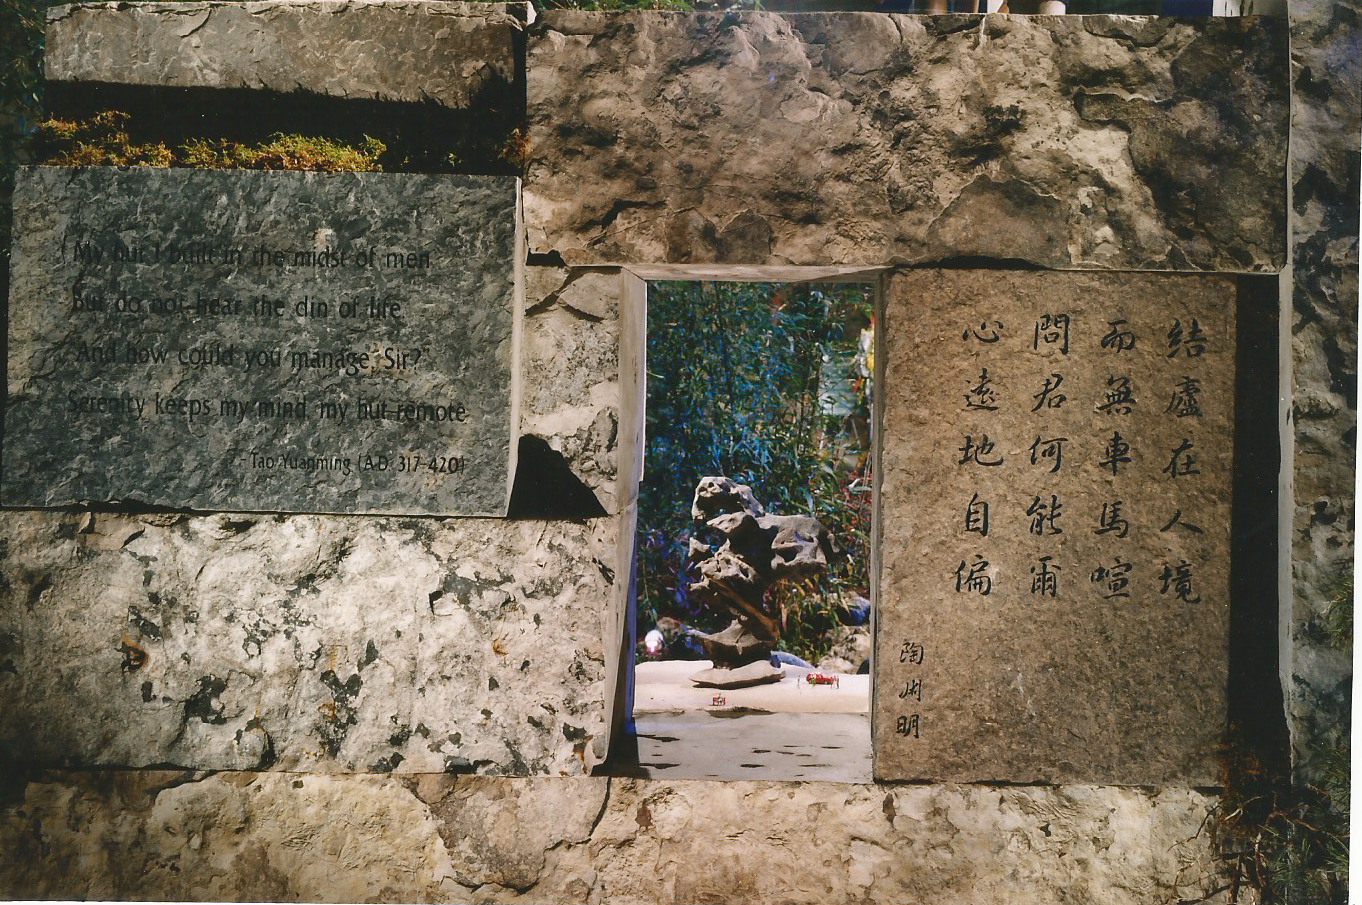 My hut I built in the midst of men
But do not hear the din of life
"And how could you manage, Sir?"
Serenity keeps my mind, my hut remote
- Tao Yuanming (A.D. 317-420)
結廬在人境
而無車馬喧
問君何能爾
心遠地自偏
陶淵明